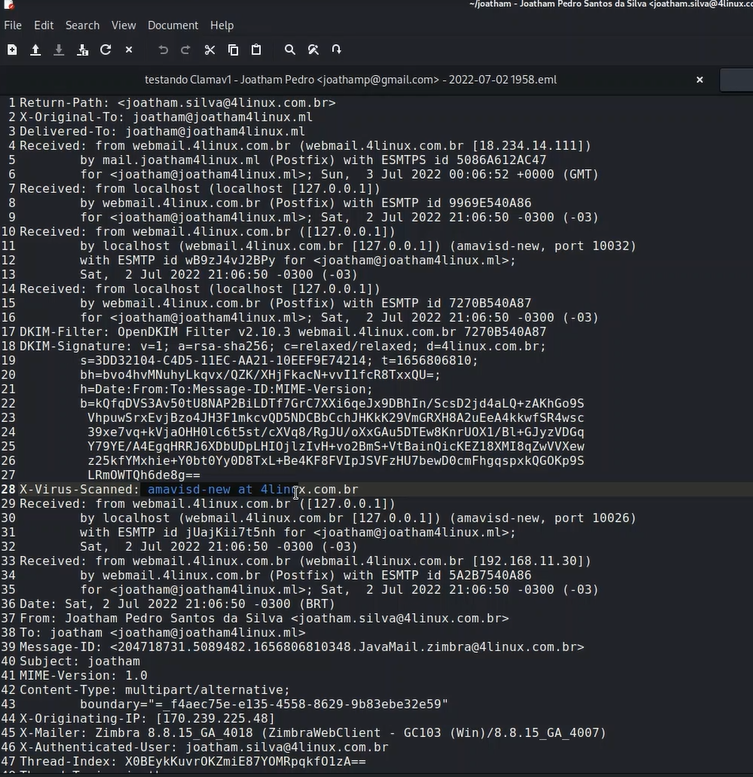 ~/joatham - Joatham Pedro Santos da Silva <joatham.silva@4linux.co
File Edit Search View Document Help
testando Clamav1 - Joatham Pedro <joathamp@gmail.com> - 2022-07-02 1958.eml
1 Return-Path: <joatham.silva@4linux.com.br>
2 X-Original-To: joatham@joatham4linux.ml
3 Delivered-To: joatham@joatham4linux.ml
4 Received: from webmail.4linux.com.br (webmail.4linux.com.br [18.234.14.111])
5 by mail.joatham4linux.ml (Postfix) with ESMTPS id 5086A612AC47
6 for <joatham@joatham4linux.ml>; Sun,  3 Jul 2022 00:06:52 +0000 (GMT)
7 Received: from localhost (localhost [127.0.0.1])
8 by webmail.4linux.com.br (Postfix) with ESMTP id 9969E540A86
9 for <joatham@joatham4linux.ml>; Sat,  2 Jul 2022 21:06:50 -0300 (-03)
10 Received: from webmail.4linux.com.br ([127.0.0.1])
11 by localhost (webmail.4linux.com.br [127.0.0.1]) (amavisd-new, port 10032)
12 with ESMTP id wB9zJ4vJ2BPy for <joatham@joatham4linux.ml>;
13 Sat,  2 Jul 2022 21:06:50 -0300 (-03)
14 Received: from localhost (localhost [127.0.0.1])
15 by webmail.4linux.com.br (Postfix) with ESMTP id 7270B540A87
16 for <joatham@joatham4linux.ml>; Sat,  2 Jul 2022 21:06:50 -0300 (-03)
17 DKIM-Filter: OpenDKIM Filter v2.10.3 webmail.4linux.com.br 7270B540A87
18 DKIM-Signature: v=1; a=rsa-sha256; c=relaxed/relaxed; d=4linux.com.br;
19 s=3DD32104-C4D5-11EC-AA21-10EEF9E74214; t=1656806810;
20 bh=bvo4hvMNuhyLkqvx/QZK/XHjFkacN+vvI1fcR8TxxQU=;
21 h=Date:From:To:Message-ID:MIME-Version;
22 b=kQfqDVS3Av50tU8NAP2BiLDTf7GrC7XXi6qeJx9DBhIn/ScsD2jd4aLQ+zAKhGo9S
23 VhpuwSrxEvjBzo4JH3F1mkcvQD5NDCBbCchJHKkK29VmGRXH8A2uEeA4kkwfSR4wsc
24 39xe7vq+kVjaOHH0lc6t5st/cXVq8/RgJU/oXxGAu5DTEw8KnrUOX1/Bl+GJyzVDGq
25 Y79YE/A4EgqHRRJ6XDbUDpLHIOjlzIvH+vo2BmS+VtBainQicKEZ18XMI8qZwVVXew
26 z25kfYMxhie+Y0bt0Yy0D8TxL+Be4KF8FVIpJSVFzHU7bewD0cmFhgqspxkQGOKp9S
27 LRmOWTQh6de8g==
28 X-Virus-Scanned: amavisd-new at 4linux.com.br
29 Received: from webmail.4linux.com.br ([127.0.0.1])
30 by localhost (webmail.4linux.com.br [127.0.0.1]) (amavisd-new, port 10026)
31 with ESMTP id jUajKii7t5nh for <joatham@joatham4linux.ml>;
32 Sat,  2 Jul 2022 21:06:50 -0300 (-03)
33 Received: from webmail.4linux.com.br (webmail.4linux.com.br [192.168.11.30])
34 by webmail.4linux.com.br (Postfix) with ESMTP id 5A2B7540A86
35 for <joatham@joatham4linux.ml>; Sat,  2 Jul 2022 21:06:50 -0300 (-03)
36 Date: Sat, 2 Jul 2022 21:06:50 -0300 (BRT)
37 From: Joatham Pedro Santos da Silva <joatham.silva@4linux.com.br>
38 To: joatham <joatham@joatham4linux.ml>
39 Message-ID: <204718731.5089482.1656806810348.JavaMail.zimbra@4linux.com.br>
40 Subject: joatham
41 MIME-Version: 1.0
42 Content-Type: multipart/alternative;
43 boundary="=_f4aec75e-e135-4558-8629-9b83ebe32e59"
44 X-Originating-IP: [170.239.225.48]
45 X-Mailer: Zimbra 8.8.15_GA_4018 (ZimbraWebClient - GC103 (Win)/8.8.15_GA_4007)
46 X-Authenticated-User: joatham.silva@4linux.com.br
47 Thread-Index: X0BEykKuvrOKZmiE87YOMRpqkfO1zA==